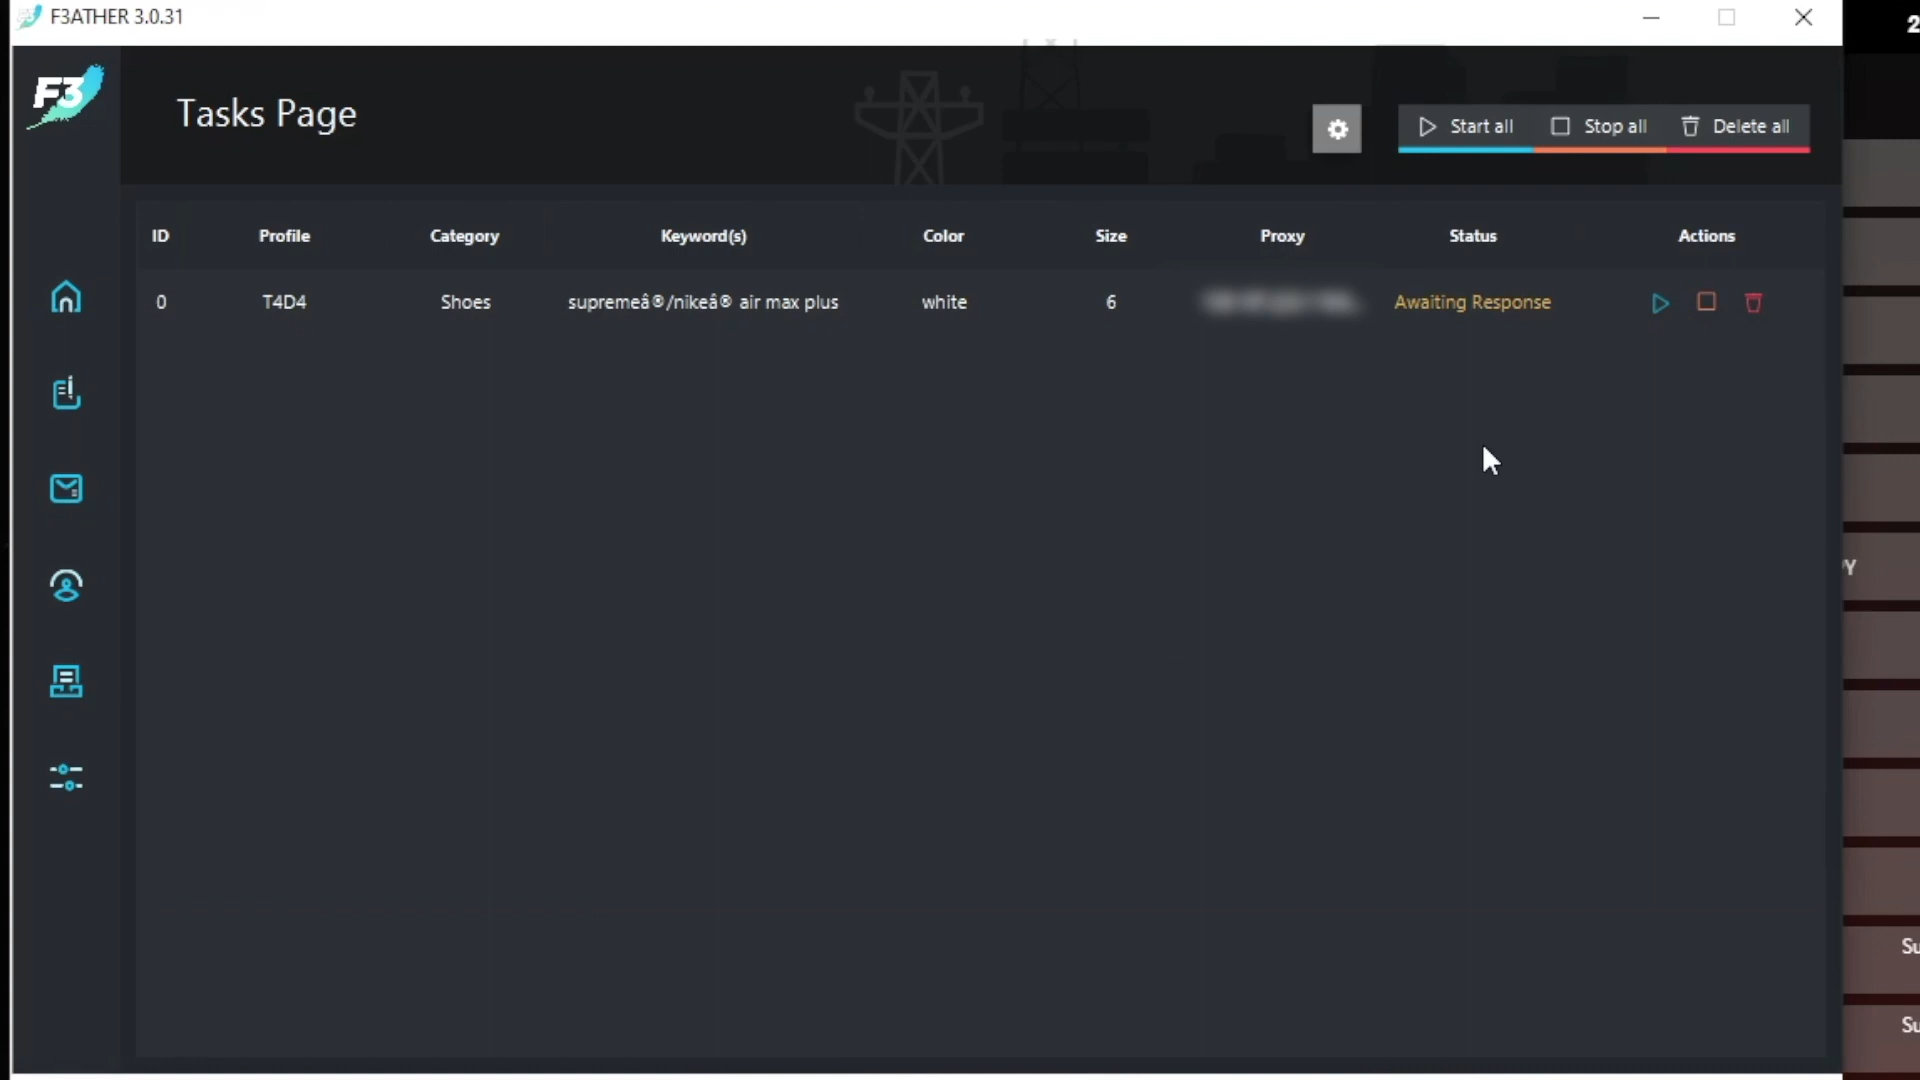 F3ATHER 3.0.31
F3
Tasks Page
Start all
Stop all
Delete all
ID Profile Category Keyword(s) Color Size Proxy Status Actions
0 T4D4 Shoes supremeâ®/nikeâ® air max plus white 6 Awaiting Response